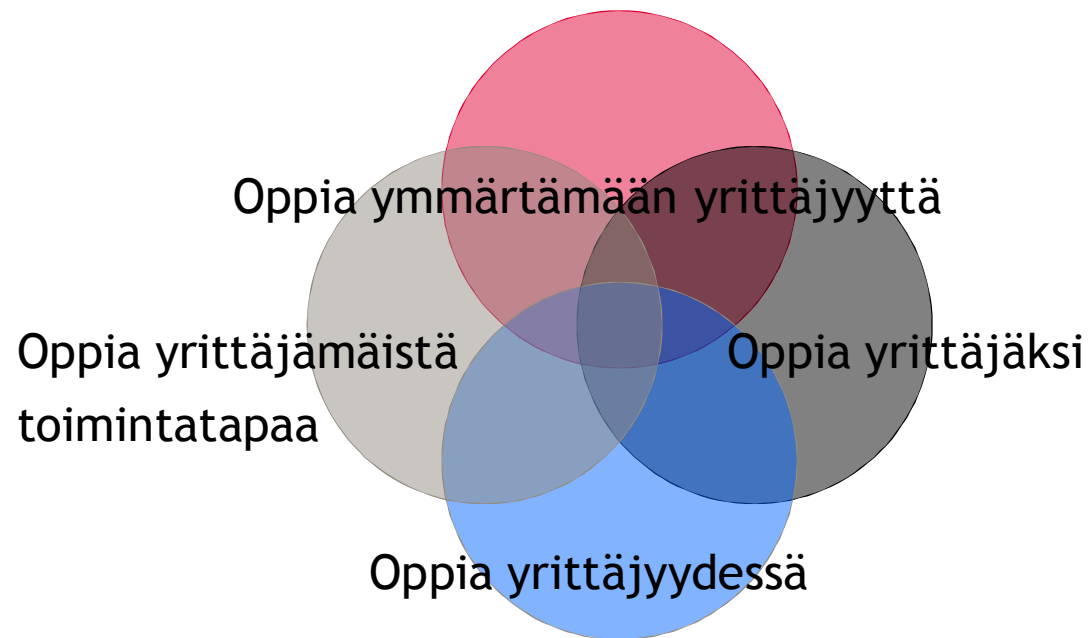 Oppia ymmärtämään yrittäjyyttä
Oppia yrittäjämäistä
toimintatapaa
Oppia yrittäjäksi
Oppia yrittäjyydessä